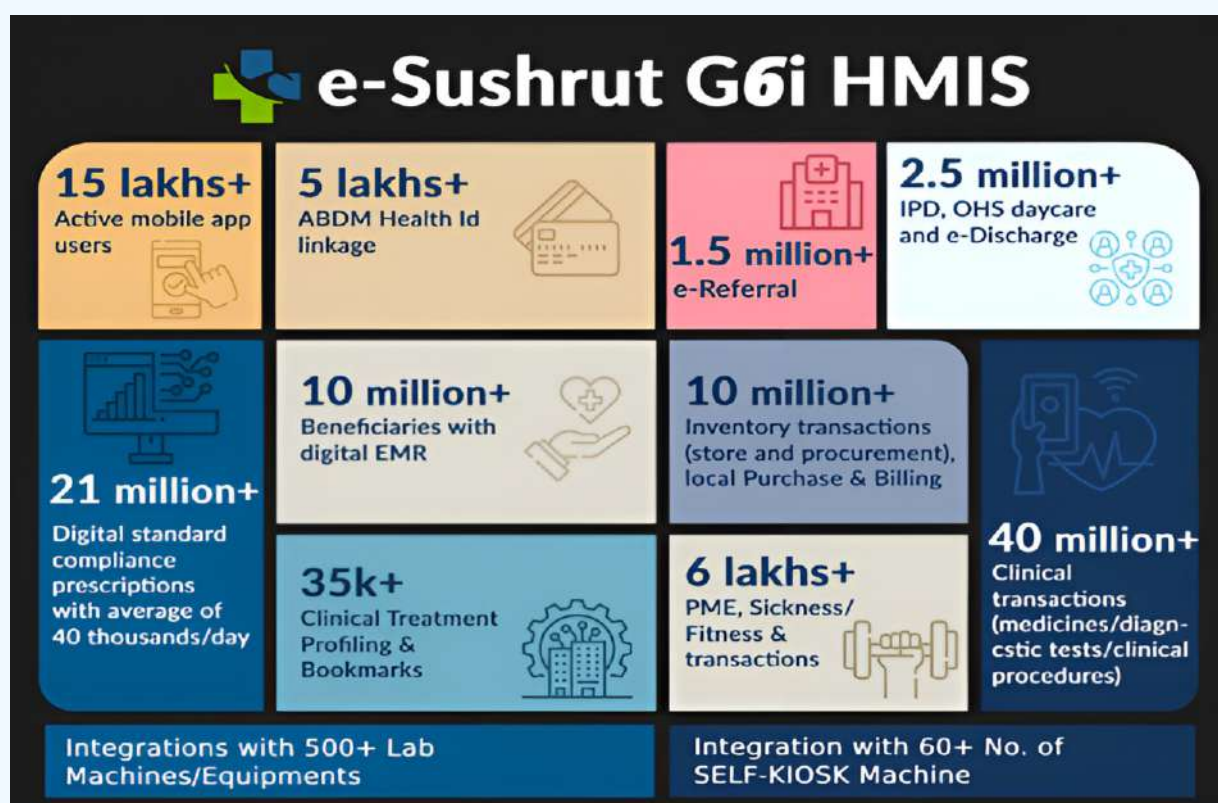 e-Sushrut G6i HMIS
15 lakhs+
Active mobile app
users
5 lakhs+
ABDM Health Id
linkage
1.5 million+
e-Referral
2.5 million+
IPD, OHS daycare
and e-Discharge
21 million+
Digital standard
compliance
prescriptions
with average of
40 thousands/day
10 million+
Beneficiaries with
digital EMR
10 million+
Inventory transactions
(store and procurement),
local Purchase & Billing
40 million+
Clinical
transactions
(medicines/diagn-
cstic tests/clinical
procedures)
35k+
Clinical Treatment
Profiling &
Bookmarks
6 lakhs+
PME, Sickness/
Fitness &
transactions
Integrations with 500+ Lab
Machines/Equipments
Integration with 60+ No. of
SELF-KIOSK Machine